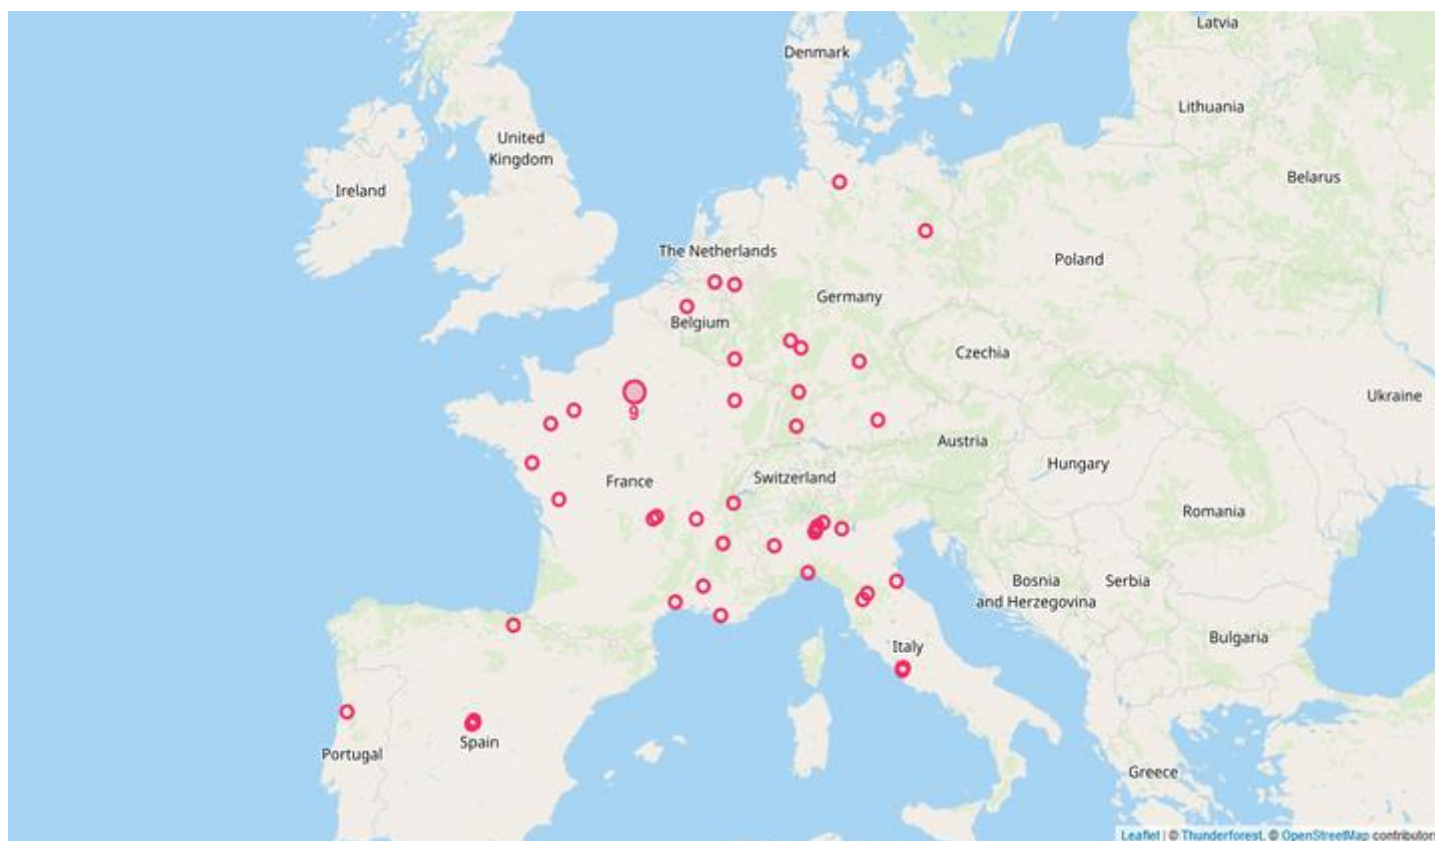 Latvia
Denmark
Lithuania
United
Kingdom
Belarus
Ireland
The Netherlands
Poland
Germany
Belgium
Czechia
Ukraine
9
Austria
Hungary
France
Switzerland
Romania
Bosnia
and Herzegovina
Serbia
Bulgaria
Italy
Spain
Portugal
Greece
Leaflet | © Thunderforest, © OpenStreetMap contributors